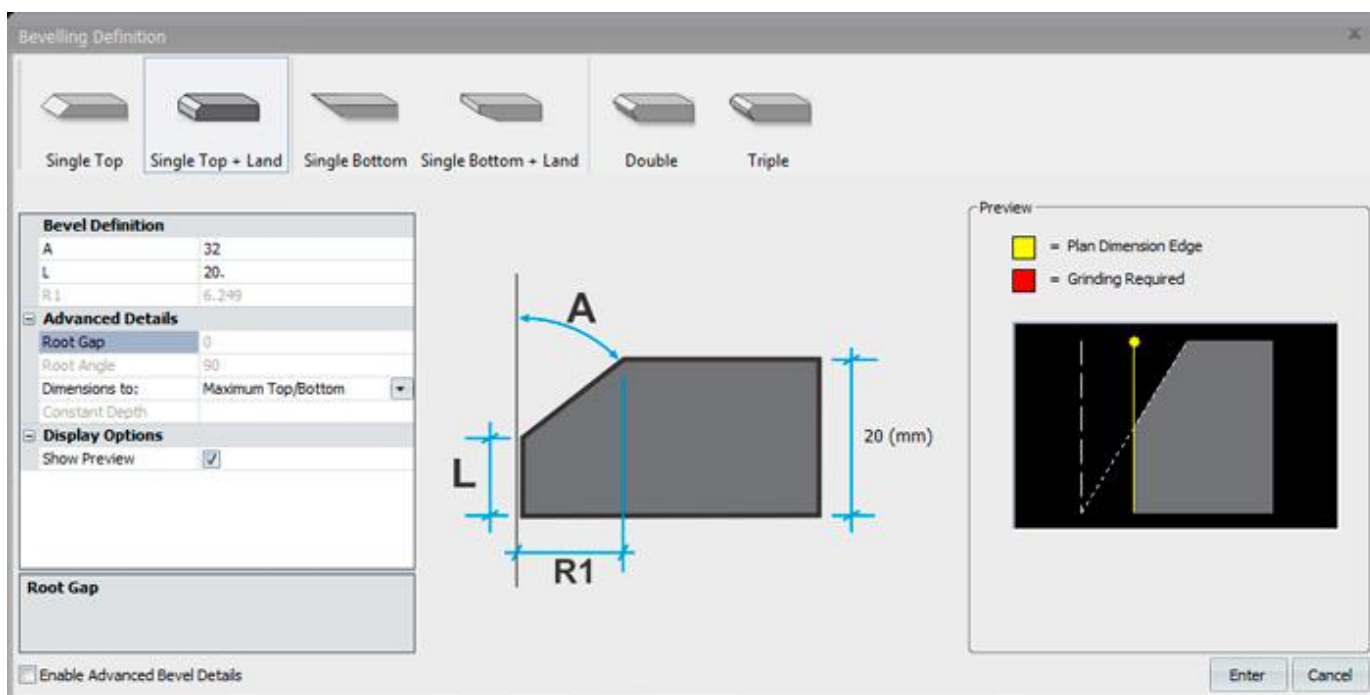 Bevelling Definition
Single Top
Single Top + Land
Single Bottom
Single Bottom + Land
Double
Triple
Bevel Definition
A 32
L 20.
R1 6.249
Advanced Details
Root Gap 0
Root Angle 90
Dimensions to: Maximum Top/Bottom
Constant Depth
Display Options
Show Preview
Root Gap
Enable Advanced Bevel Details
A
L
R1
20 (mm)
Preview
= Plan Dimension Edge
= Grinding Required
Enter
Cancel